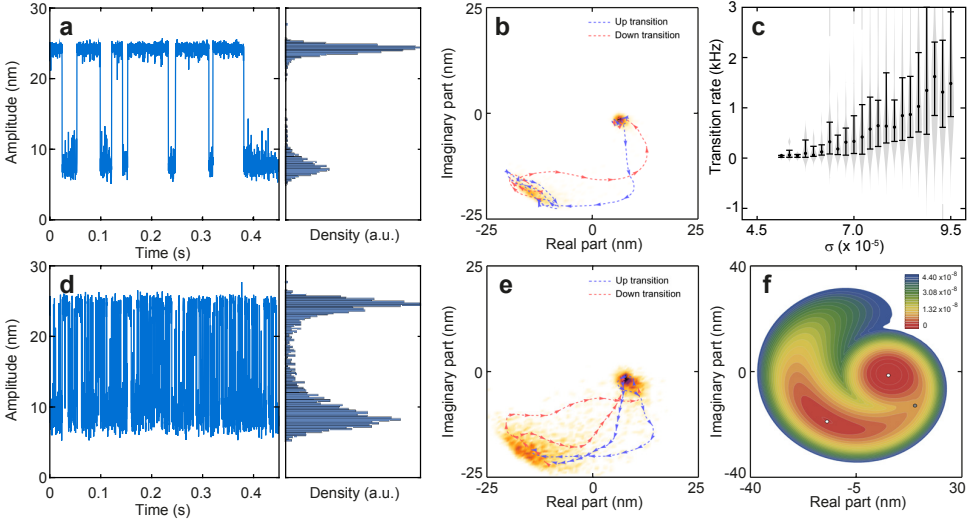 a
Amplitude (nm)
30
20
10
0
0
0.1
0.2
0.3
0.4
Time (s)
Density (a.u.)
b
Up transition
Down transition
Imaginary part (nm)
25
0
-25
-25
0
25
Real part (nm)
c
Transition rate (kHz)
3
2
1
0
-1
4.5
7.0
9.5
σ (x 10-5)
d
Amplitude (nm)
30
20
10
0
0
0.1
0.2
0.3
0.4
Time (s)
Density (a.u.)
e
Up transition
Down transition
Imaginary part (nm)
25
0
-25
-25
0
25
Real part (nm)
f
4.40 x10-8
3.08 x10-8
1.32 x10-8
0
Imaginary part (nm)
40
0
-40
-40
-5
30
Real part (nm)